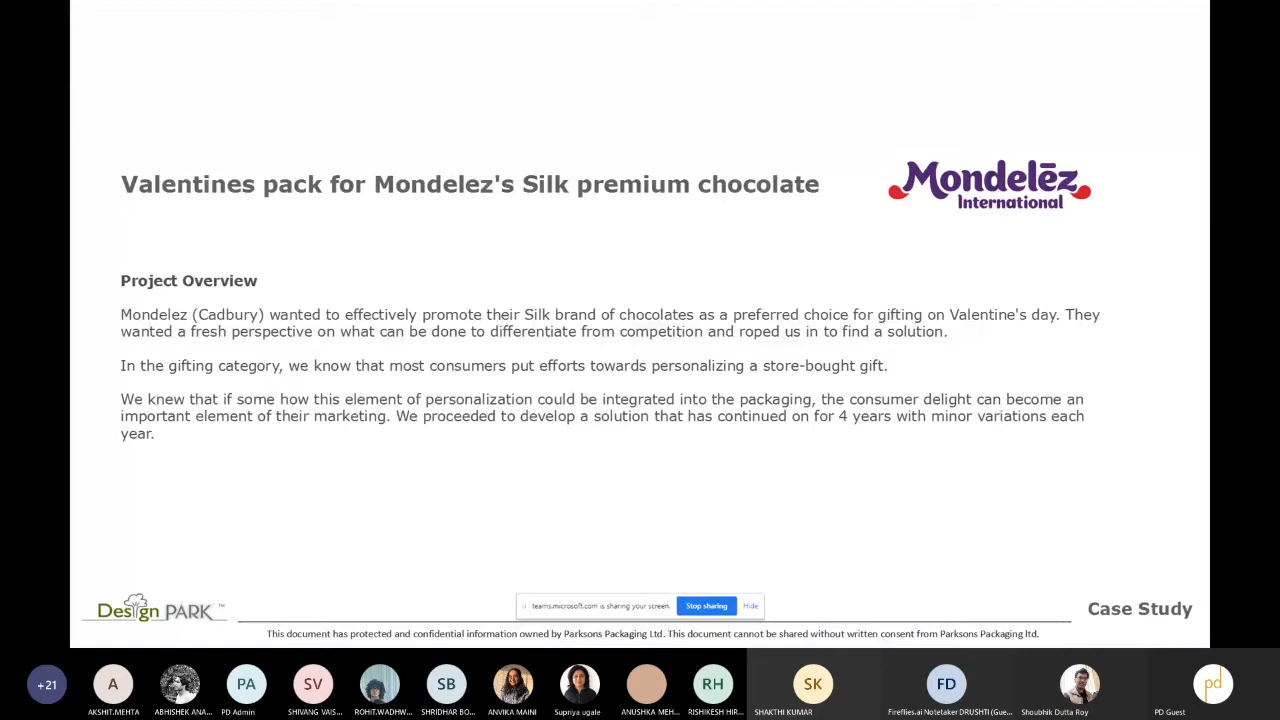 Valentines pack for Mondelez's Silk premium chocolate
Mondelēz
International
Project Overview
Mondelez (Cadbury) wanted to effectively promote their Silk brand of chocolates as a preferred choice for gifting on Valentine's day. They
wanted a fresh perspective on what can be done to differentiate from competition and roped us in to find a solution.
In the gifting category, we know that most consumers put efforts towards personalizing a store-bought gift.
We knew that if some how this element of personalization could be integrated into the packaging, the consumer delight can become an
important element of their marketing. We proceeded to develop a solution that has continued on for 4 years with minor variations each
year.
Design PARK ™
teams.microsoft.com is sharing your screen. Stop sharing Hide
Case Study
This document has protected and confidential information owned by Parksons Packaging Ltd. This document cannot be shared without written consent from Parksons Packaging ltd.
+21 A PA SV SB RH SK FD pd
AKSHIT.MEHTA ABHISHEK ANA... PD Admin SHIVANG VAIS... ROHIT.WADHW... SHRIDHAR BO... ANVIKA MAINI Supriya ugale ANUSHKA MEH... RISHIKESH HIR... SHAKTHI KUMAR Fireflies.ai Notetaker DRUSHTI (Gue... Shoubhik Dutta Roy PD Guest